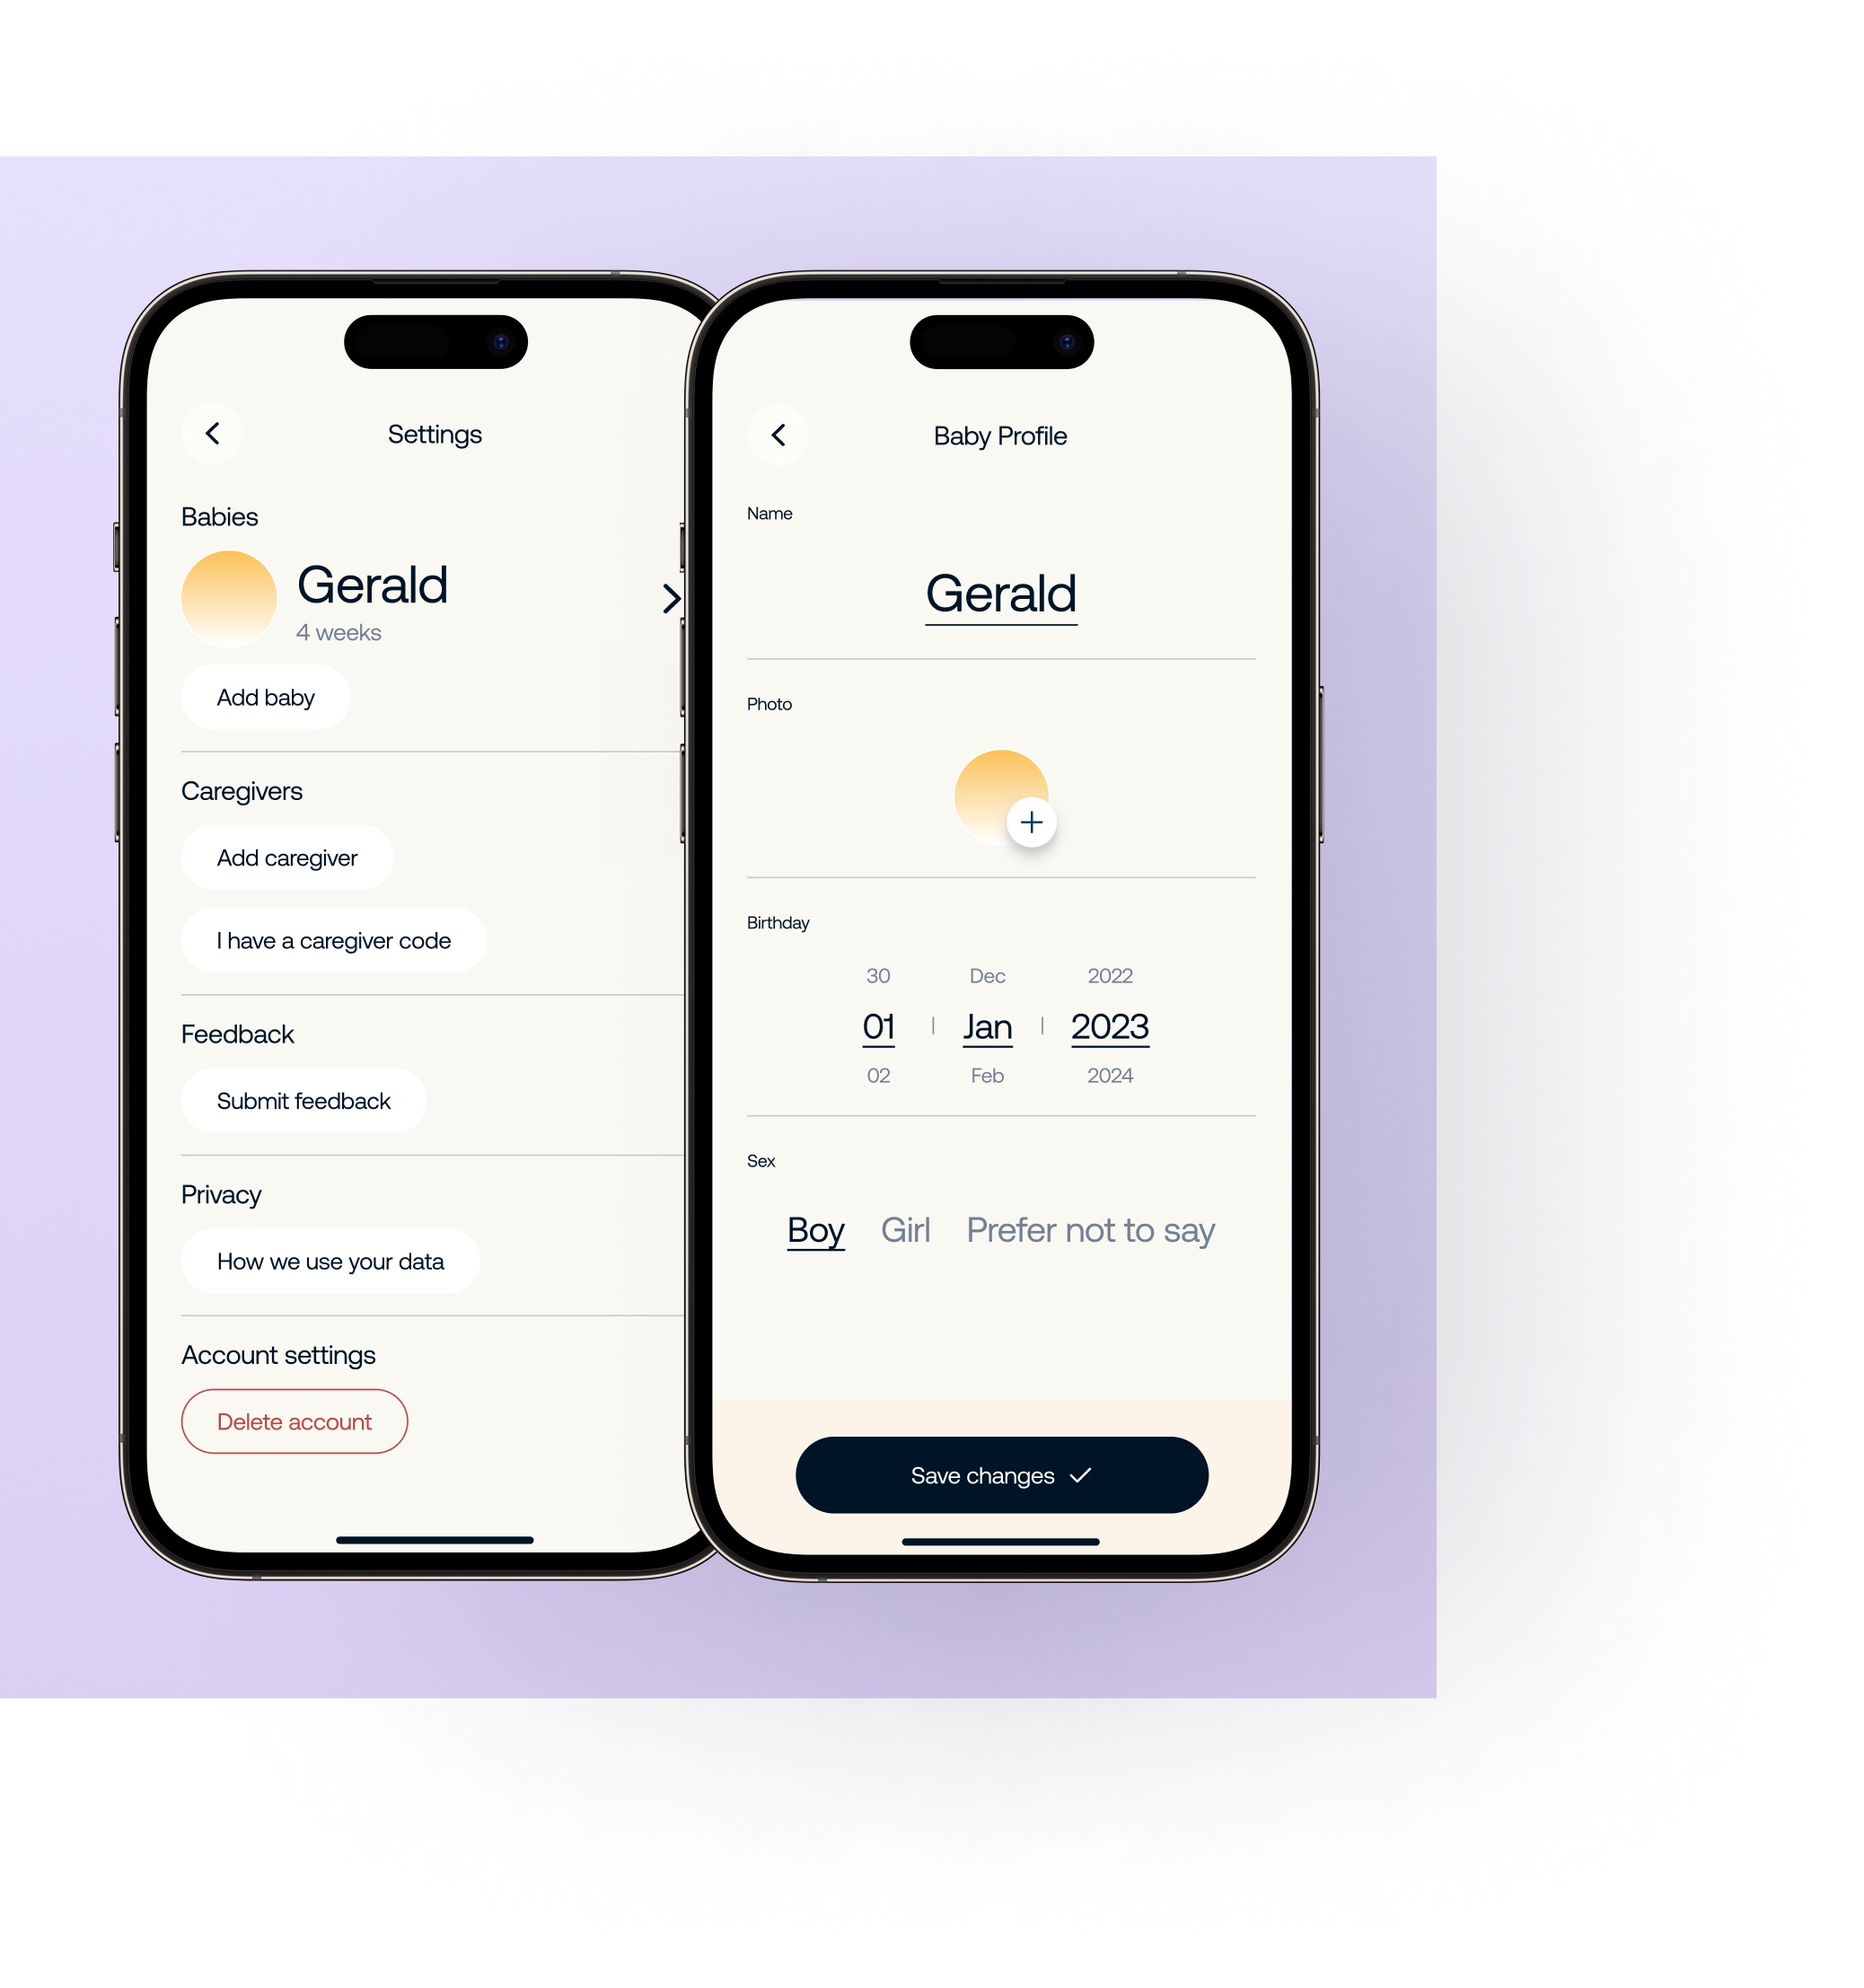 Settings
Babies
Gerald
4 weeks
Add baby
Caregivers
Add caregiver
I have a caregiver code
Feedback
Submit feedback
Privacy
How we use your data
Account settings
Delete account
Baby Profile
Name
Gerald
Photo
Birthday
30 Dec 2022
01 Jan 2023
02 Feb 2024
Sex
Boy Girl Prefer not to say
Save changes